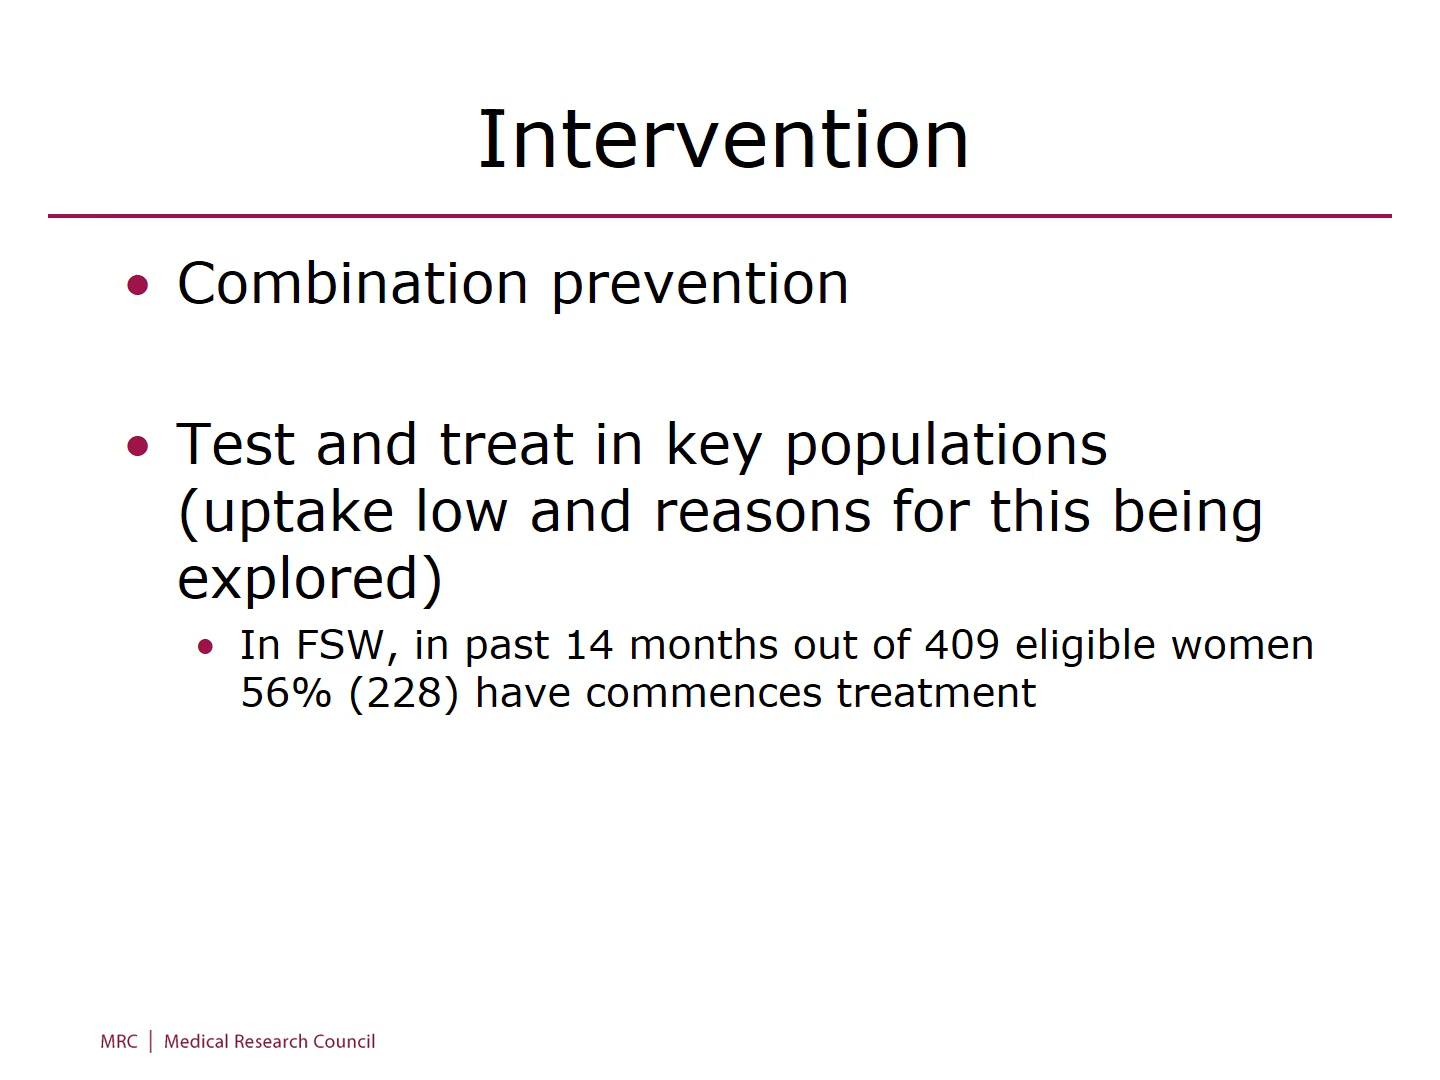 Intervention
• Combination prevention
• Test and treat in key populations
(uptake low and reasons for this being
explored)
• In FSW, in past 14 months out of 409 eligible women
56% (228) have commences treatment
MRC | Medical Research Council